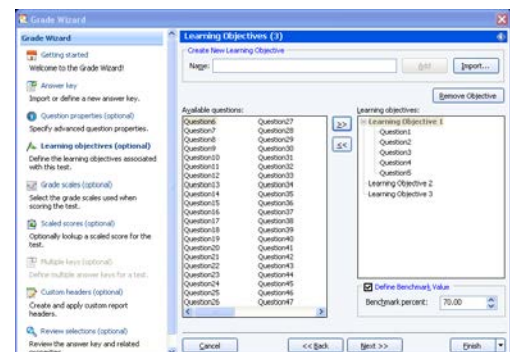 Grade Wizard
Grade Wizard
Getting started
Welcome to the Grade Wizard!
Answer key
Import or define a new answer key.
Question properties (optional)
Specify advanced question properties.
Learning objectives (optional)
Define the learning objectives associated
with this test.
Grade scales (optional)
Select the grade scales used when
scoring the test.
Scaled scores (optional)
Optionally lookup a scaled score for the
test.
Multiple keys (optional)
Define multiple answer keys for a test.
Custom headers (optional)
Create and apply custom report
headers.
Review selections (optional)
Review the answer key and related
Learning Objectives (3)
Create New Learning Objective
Name:
Add
Import...
Remove Objective
Available questions:
Question6 Question27
Question7 Question28
Question8 Question29
Question9 Question30
Question10 Question31
Question11 Question32
Question12 Question33
Question13 Question34
Question14 Question35
Question15 Question36
Question16 Question37
Question17 Question38
Question18 Question39
Question19 Question40
Question20 Question41
Question21 Question42
Question22 Question43
Question23 Question44
Question24 Question45
Question25 Question46
Question26 Question47
>>
<<
Learning objectives:
Learning Objective 1
Question1
Question2
Question3
Question4
Question5
Learning Objective 2
Learning Objective 3
Define Benchmark Value
Benchmark percent: 70.00
Cancel
<< Back
Next >>
Finish